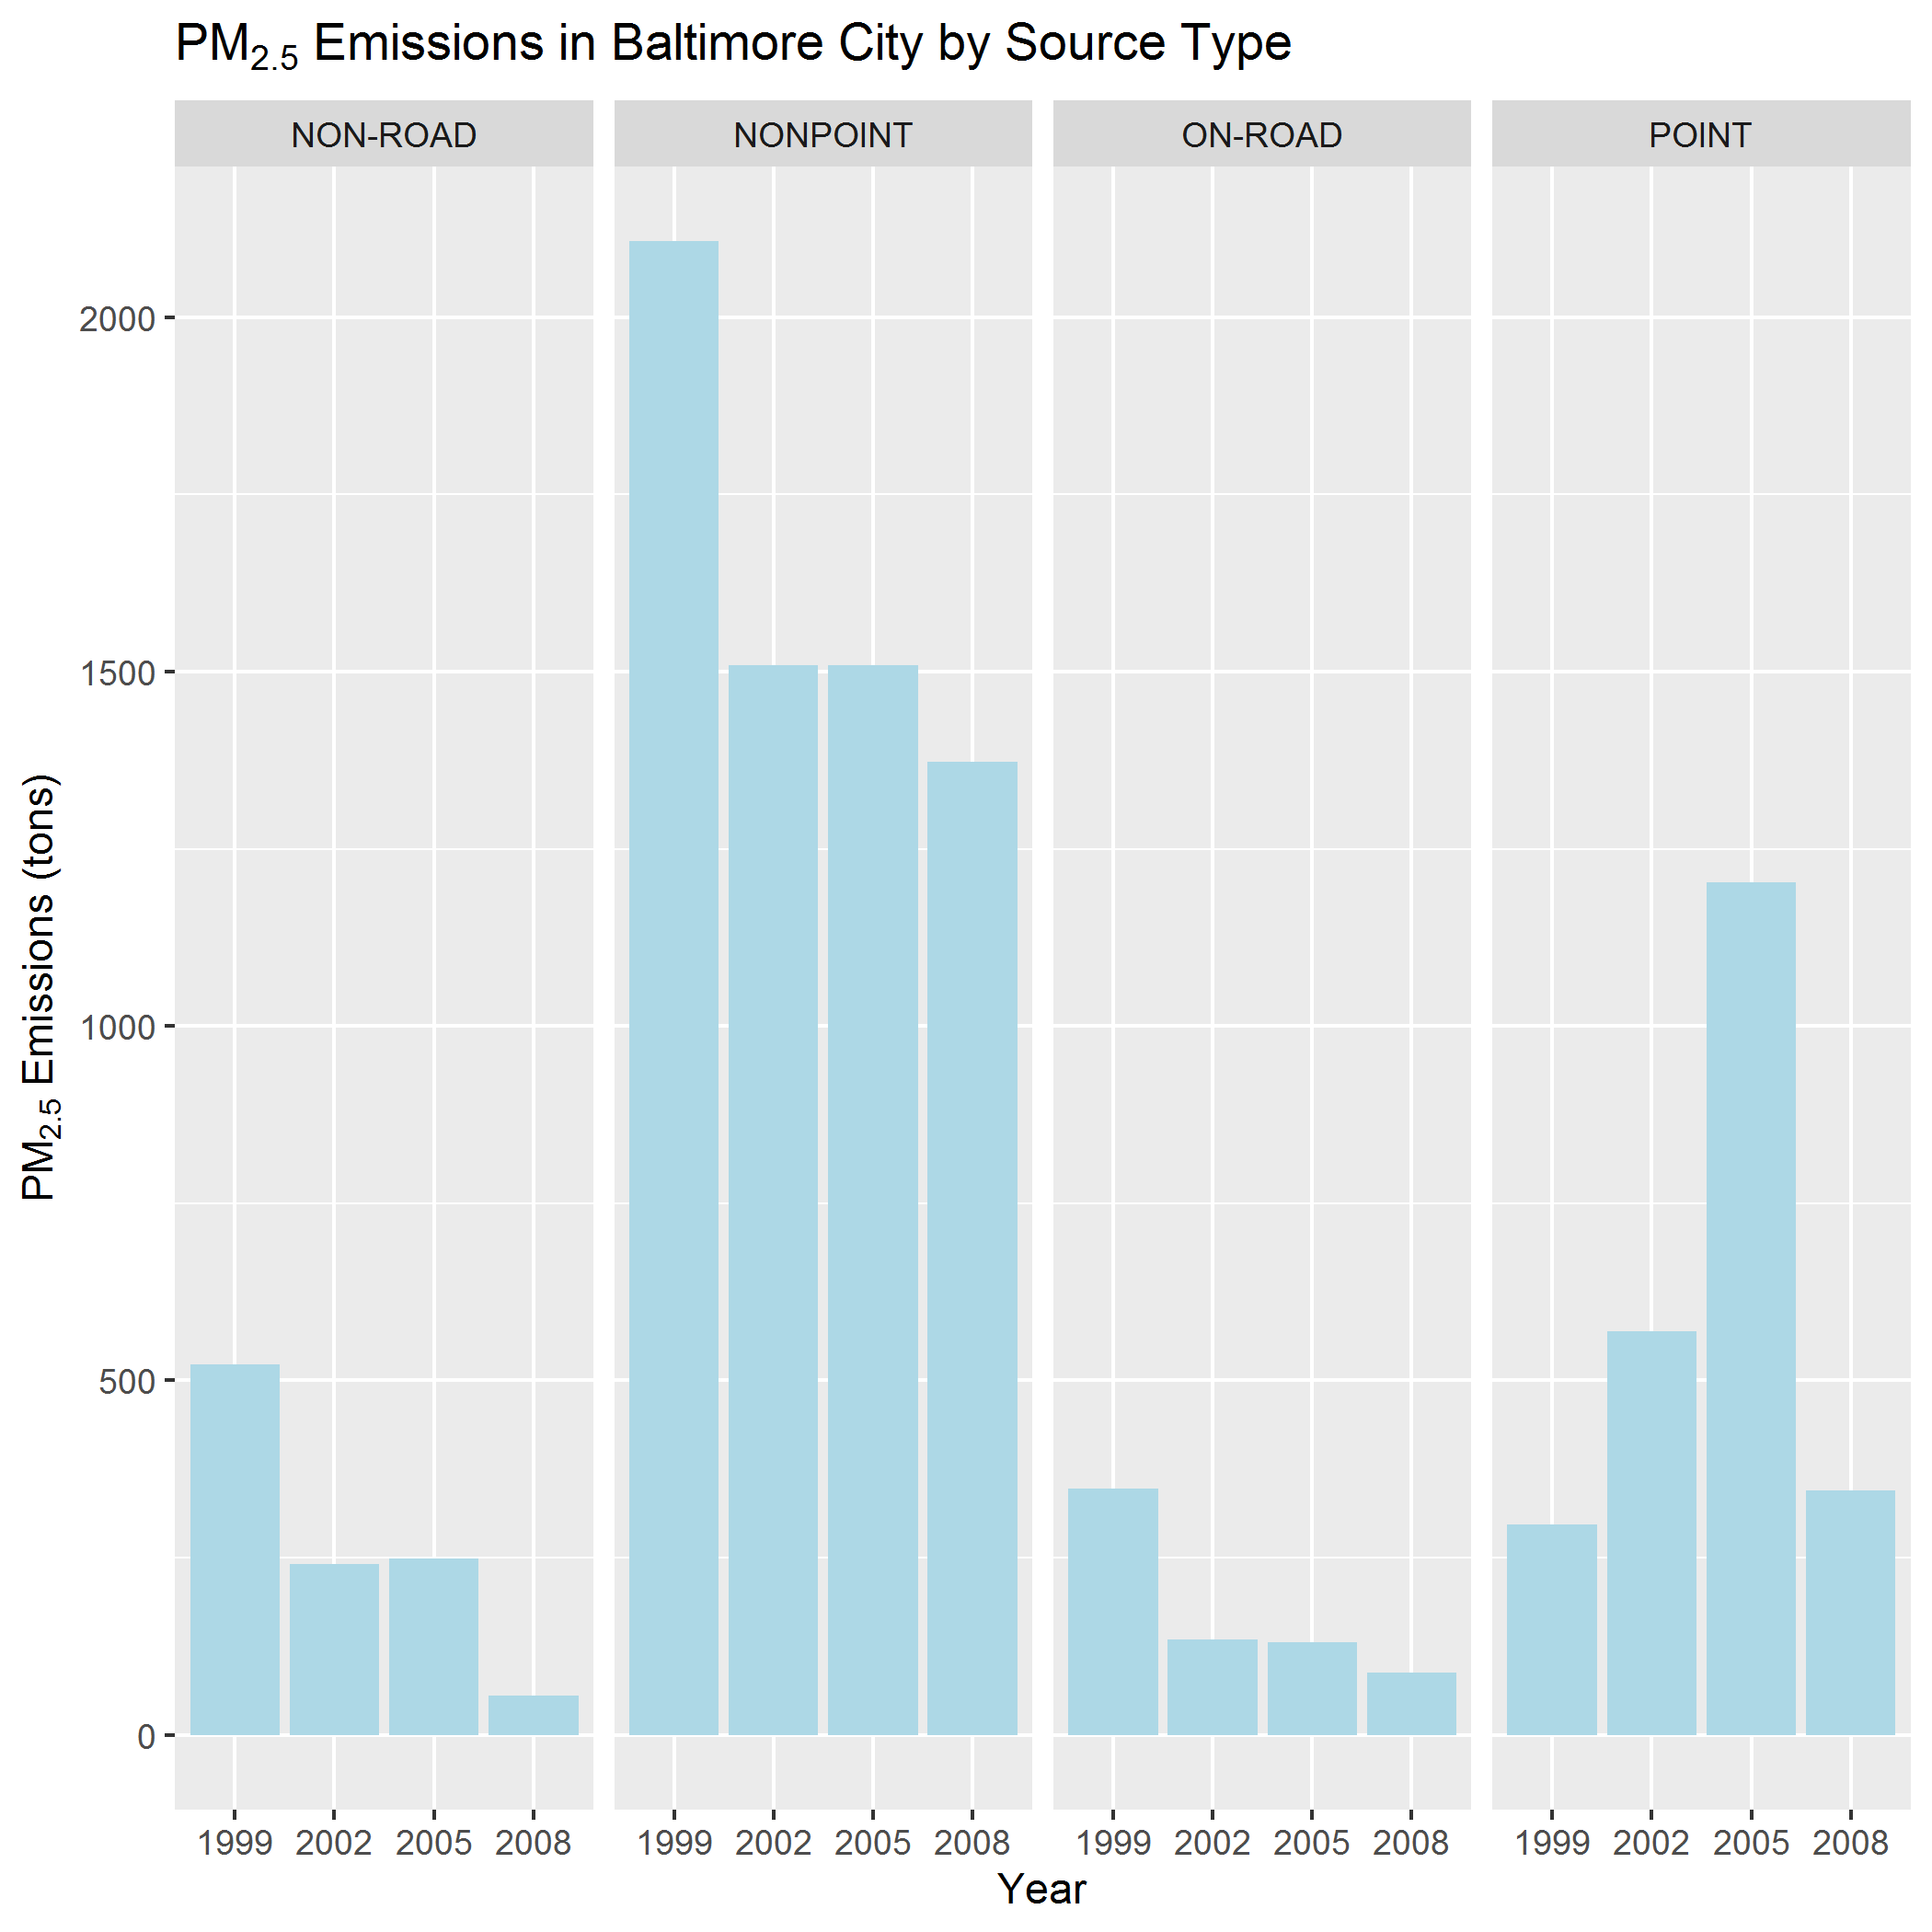 PM2.5 Emissions in Baltimore City by Source Type
NON-ROAD NONPOINT ON-ROAD POINT
PM2.5 Emissions (tons)
2000
1500
1000
500
0
1999 2002 2005 2008 1999 2002 2005 2008 1999 2002 2005 2008 1999 2002 2005 2008
Year